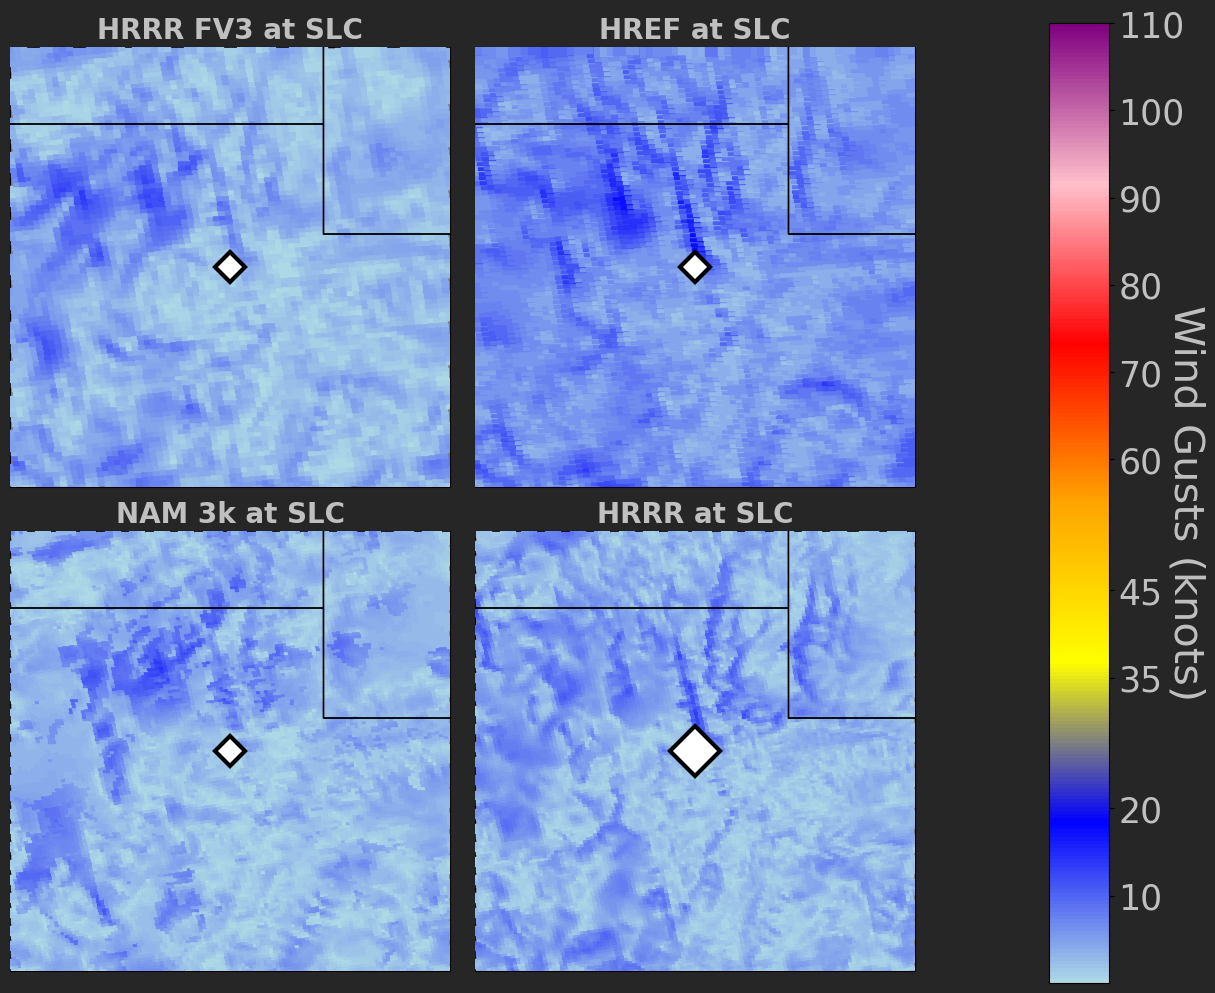 HRRR FV3 at SLC
HREF at SLC
NAM 3k at SLC
HRRR at SLC
110
100
90
80
70
60
45
35
20
10
Wind Gusts (knots)